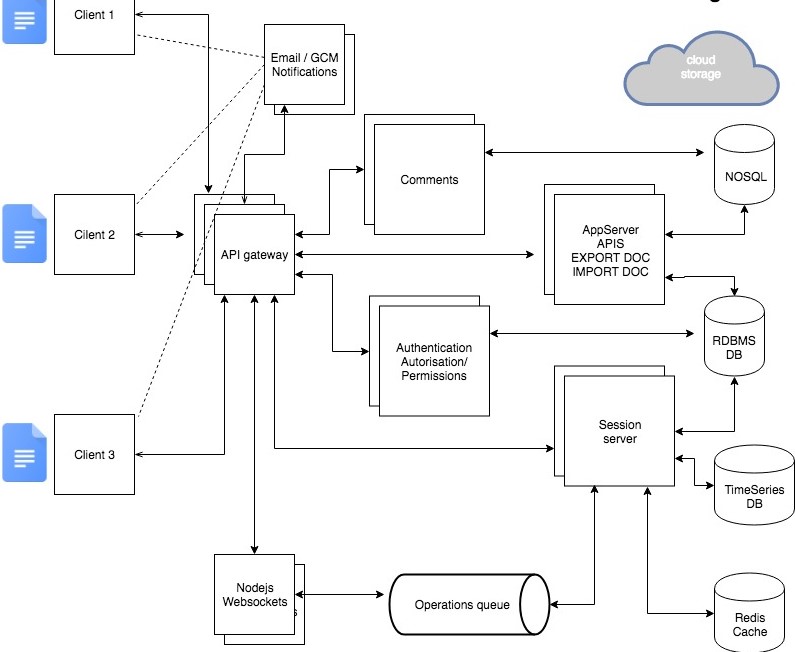 Client 1
Email / GCM
Notifications
cloud
storage
Comments
NOSQL
Cilent 2
API gateway
AppServer
APIS
EXPORT DOC
IMPORT DOC
RDBMS
DB
Authentication
Autorisation/
Permissions
Client 3
Session
server
TimeSeries
DB
Nodejs
Websockets
Operations queue
Redis
Cache